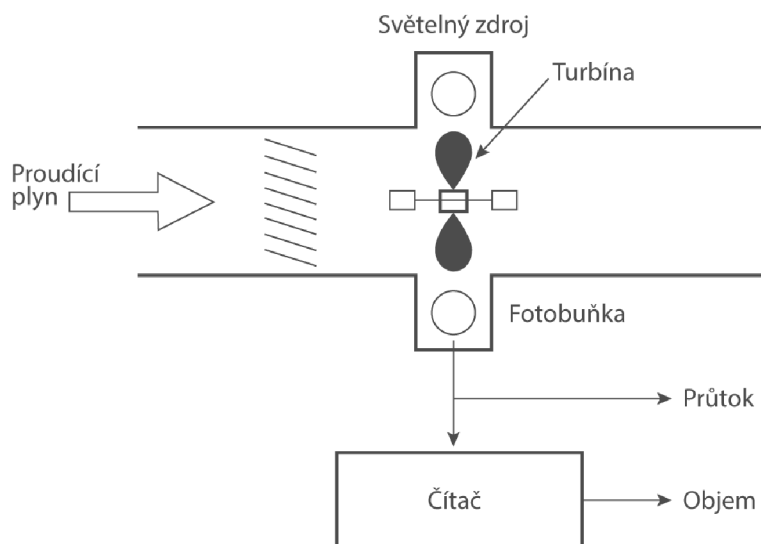 Světelný zdroj
Turbína
Proudící
plyn
Fotobuňka
Průtok
Čítač
Objem